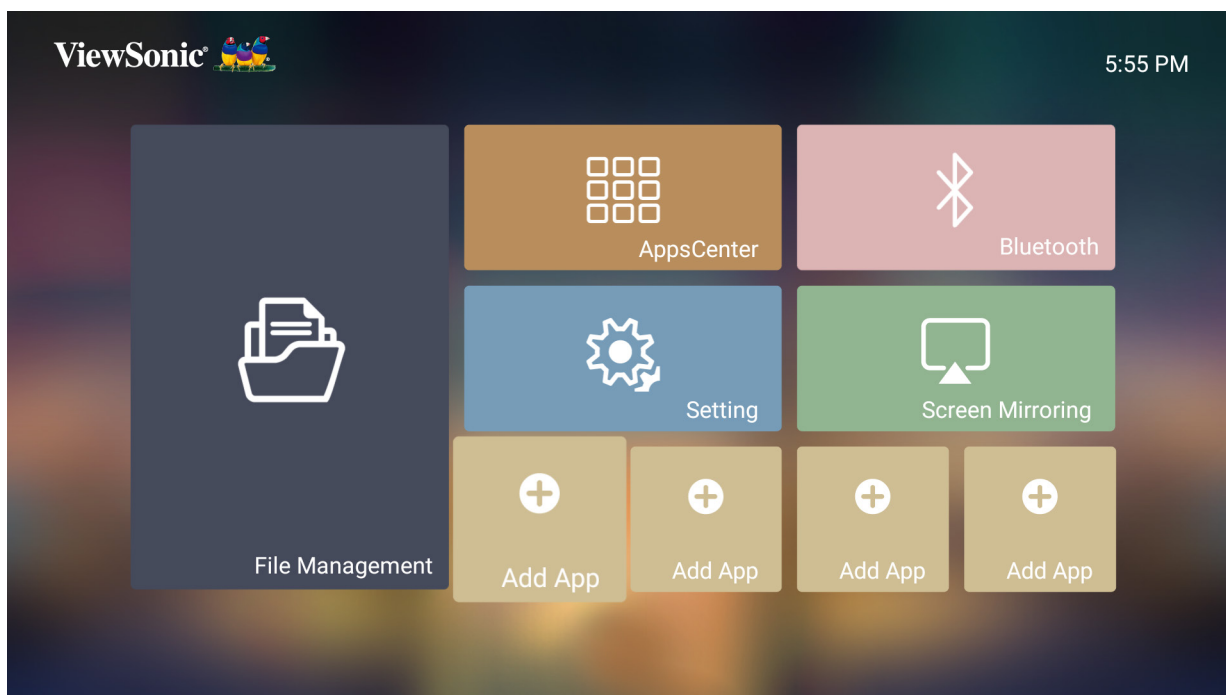 ViewSonic®
5:55 PM
AppsCenter
Bluetooth
Setting
Screen Mirroring
File Management
Add App
Add App
Add App
Add App